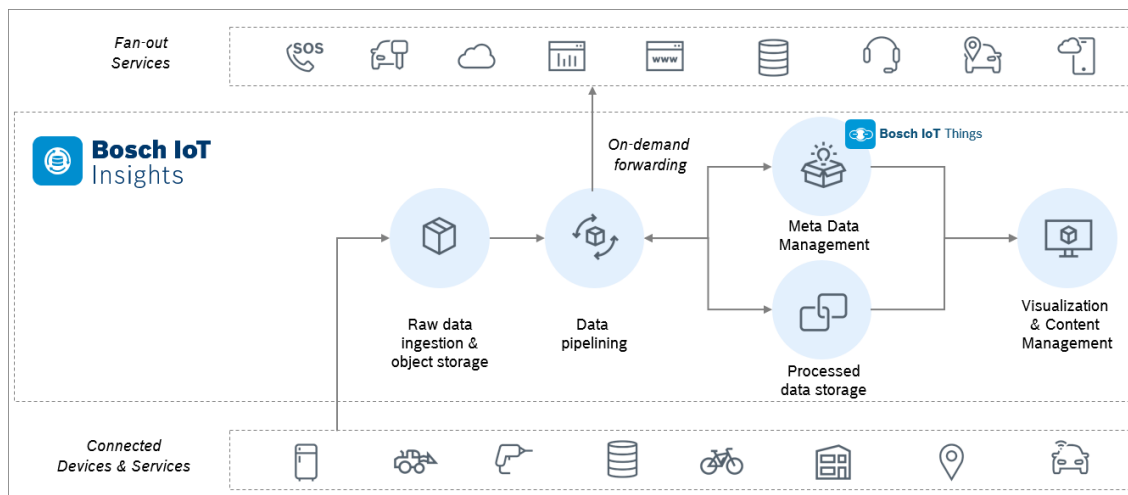 Fan-out
Services
SOS
www
Bosch IoT
Insights
On-demand
forwarding
Bosch IoT Things
Meta Data
Management
Raw data
ingestion &
object storage
Data
pipelining
Processed
data storage
Visualization
& Content
Management
Connected
Devices & Services